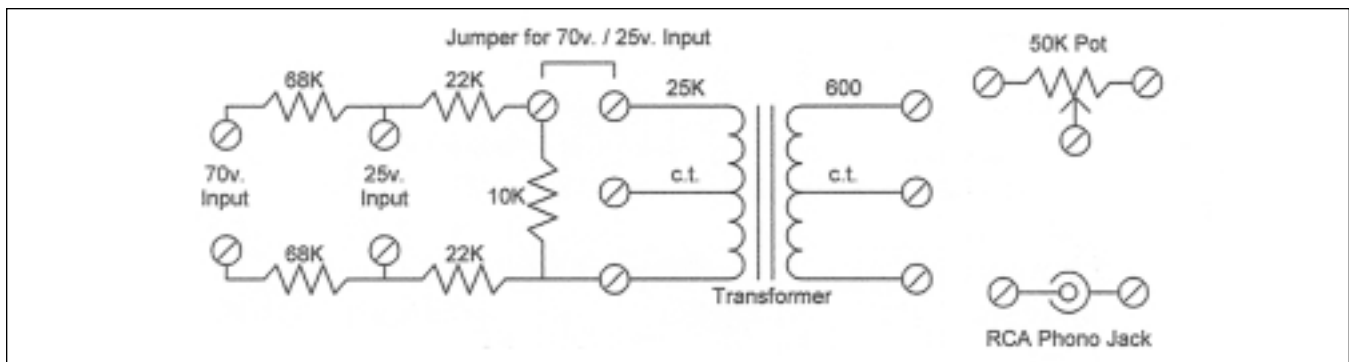 Jumper for 70v. / 25v. Input
50K Pot
68K
22K
25K
600
70v.
Input
25v.
Input
10K
c.t.
c.t.
68K
22K
Transformer
RCA Phono Jack